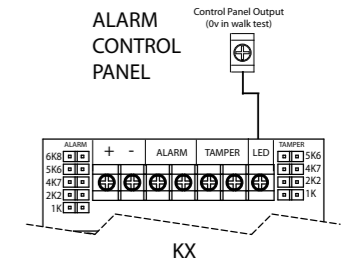 ALARM
CONTROL
PANEL
Control Panel Output
(0v in walk test)
ALARM
6K8
5K6
4K7
2K2
1K
+ - ALARM TAMPER LED
TAMPER
5K6
4K7
2K2
1K
KX